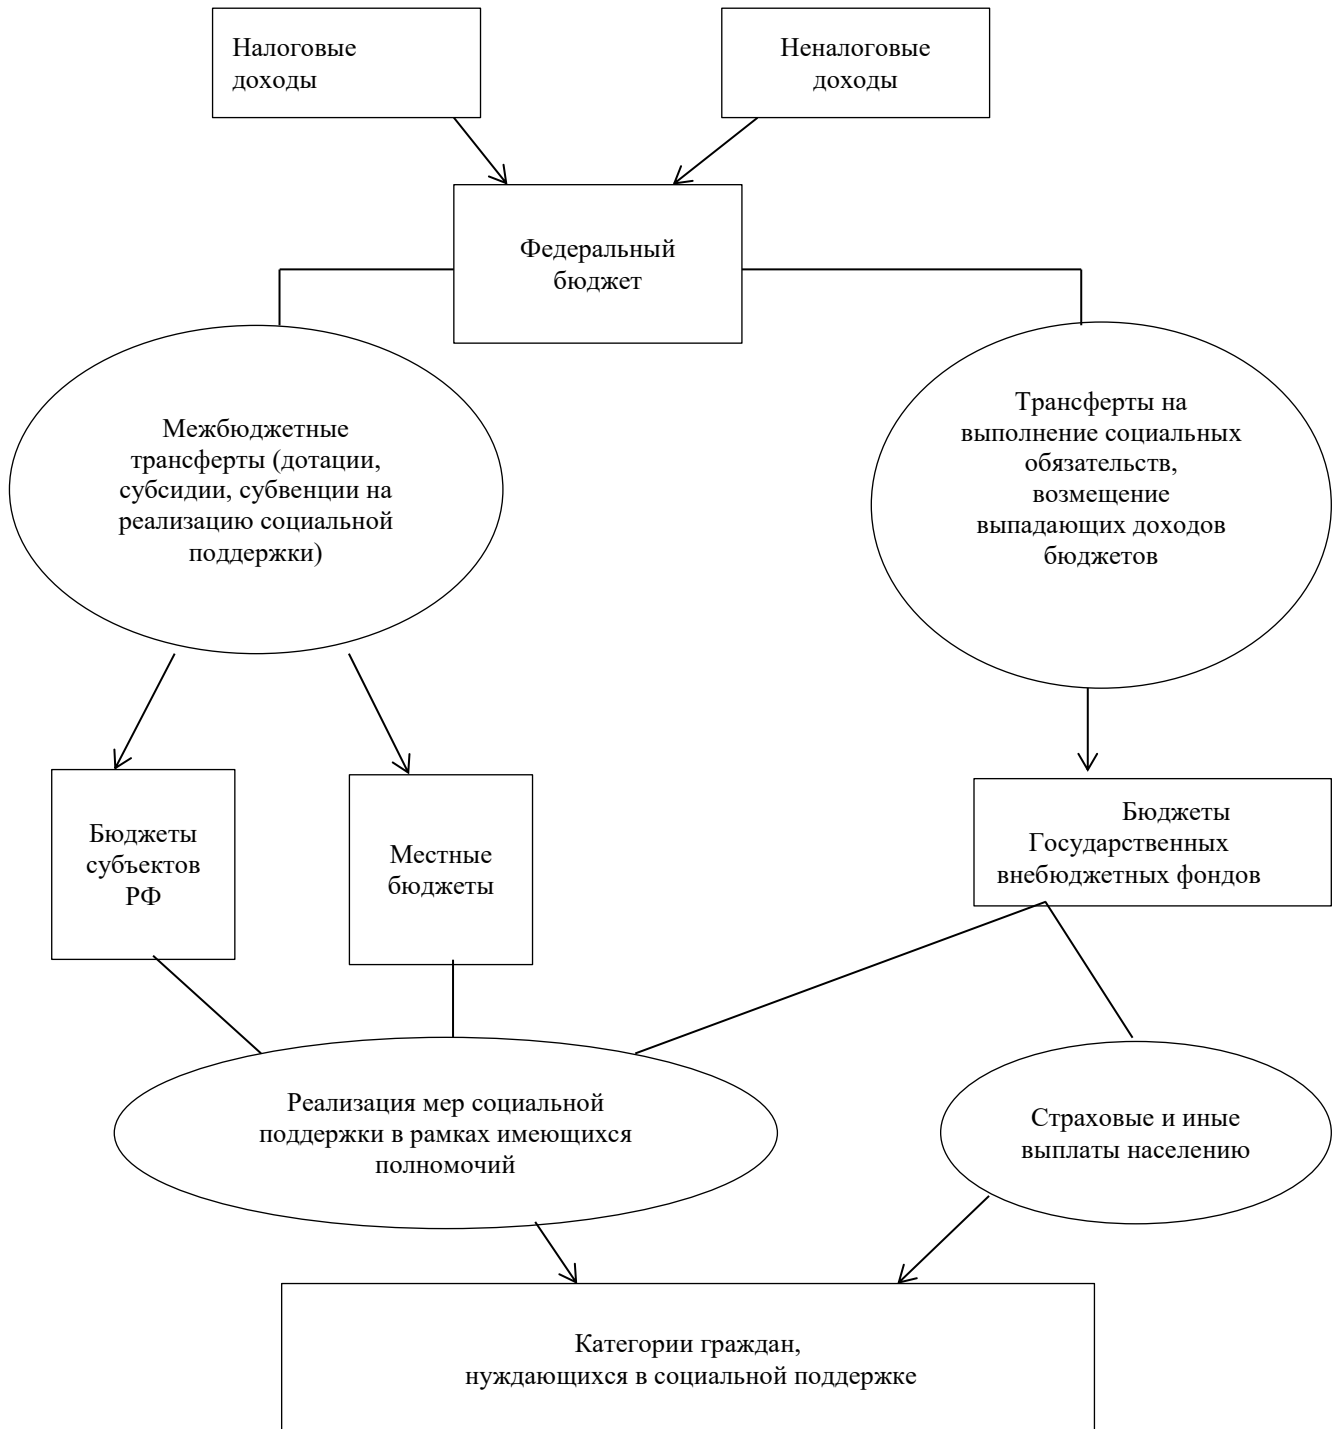 Налоговые
доходы
Неналоговые
доходы
Федеральный
бюджет
Межбюджетные
трансферты (дотации,
субсидии, субвенции на
реализацию социальной
поддержки)
Трансферты на
выполнение социальных
обязательств,
возмещение
выпадающих доходов
бюджетов
Бюджеты
субъектов
РФ
Местные
бюджеты
Бюджеты
Государственных
внебюджетных фондов
Реализация мер социальной
поддержки в рамках имеющихся
полномочий
Страховые и иные
выплаты населению
Категории граждан,
нуждающихся в социальной поддержке